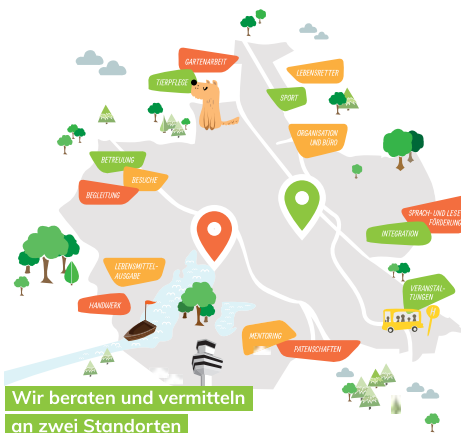 GARTENARBEIT
TIERPFLEGE
LEBENSRETTER
SPORT
ORGANISATION
UND BÜRO
BETREUUNG
BESUCHE
BEGLEITUNG
SPRACH- UND LESE
FÖRDERUNG
INTEGRATION
LEBENSMITTEL-
AUSGABE
HANDWERK
VERANSTAL-
TUNGEN
MENTORING
PATENSCHAFTEN
Wir beraten und vermitteln
an zwei Standorten